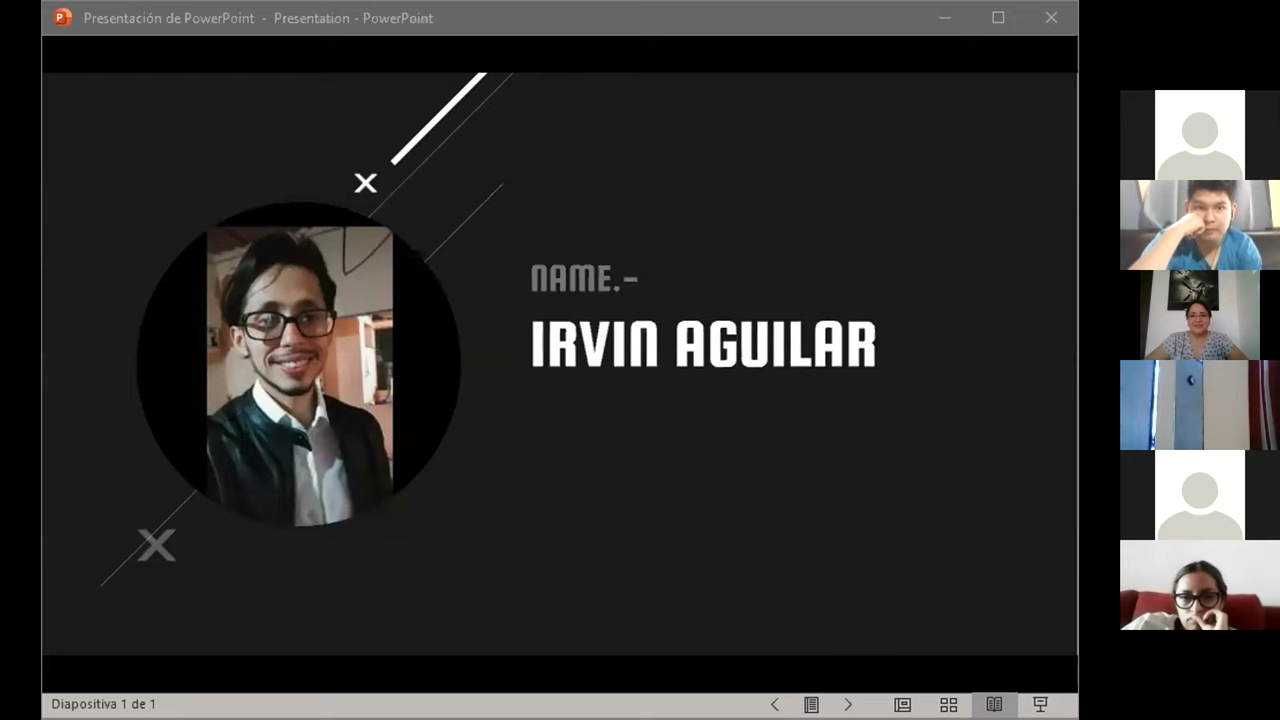 Presentación de PowerPoint - Presentation - PowerPoint
NAME.-
IRVIN AGUILAR
Diapositiva 1 de 1